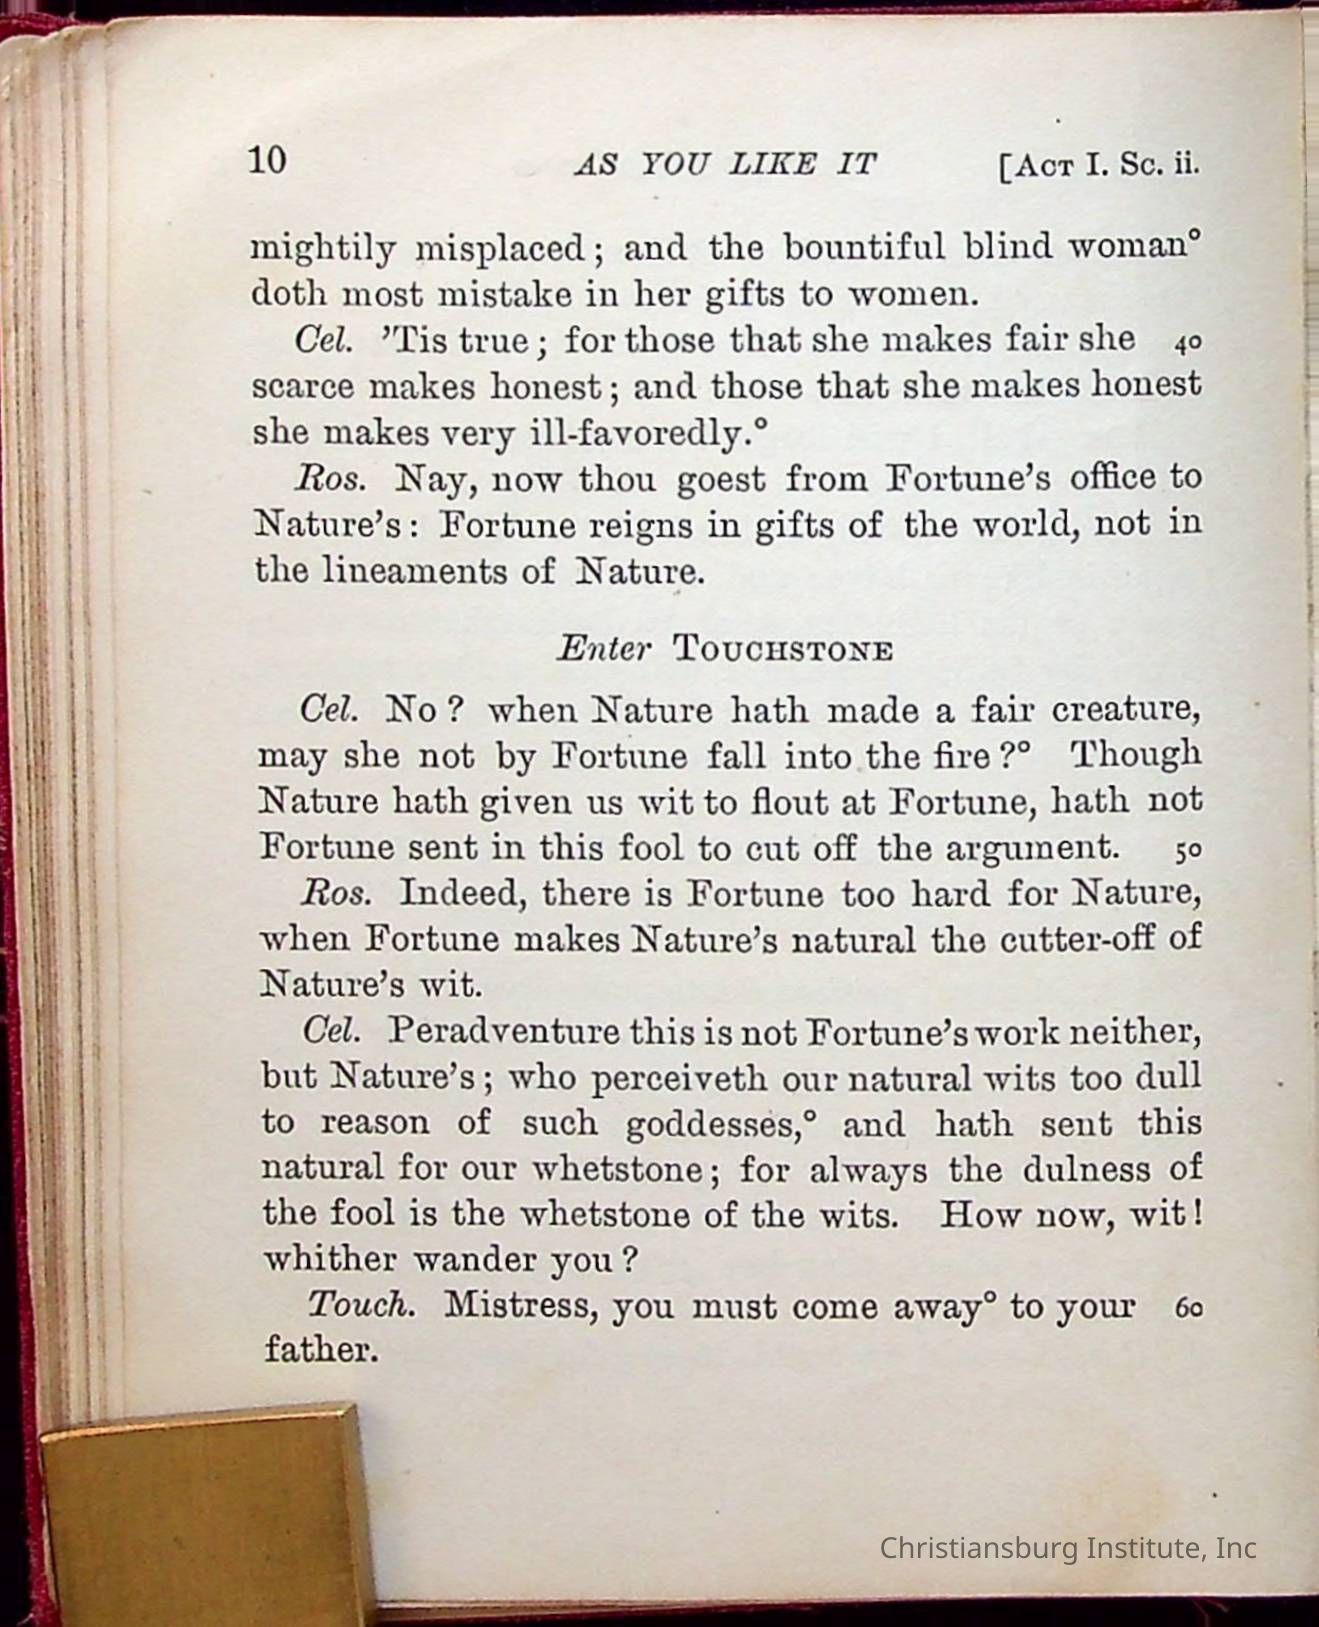 10 AS YOU LIKE IT [ACT I. Sc. ii.
mightily misplaced; and the bountiful blind woman°
doth most mistake in her gifts to women.
Cel. ’Tis true; for those that she makes fair she 40
scarce makes honest; and those that she makes honest
she makes very ill-favoredly.°
Ros. Nay, now thou goest from Fortune’s office to
Nature’s: Fortune reigns in gifts of the world, not in
the lineaments of Nature.
Enter TOUCHSTONE
Cel. No? when Nature hath made a fair creature,
may she not by Fortune fall into the fire?° Though
Nature hath given us wit to flout at Fortune, hath not
Fortune sent in this fool to cut off the argument. 50
Ros. Indeed, there is Fortune too hard for Nature,
when Fortune makes Nature’s natural the cutter-off of
Nature’s wit.
Cel. Peradventure this is not Fortune’s work neither,
but Nature’s; who perceiveth our natural wits too dull
to reason of such goddesses,° and hath sent this
natural for our whetstone; for always the dulness of
the fool is the whetstone of the wits. How now, wit!
whither wander you?
Touch. Mistress, you must come away° to your 60
father.
Christiansburg Institute, Inc